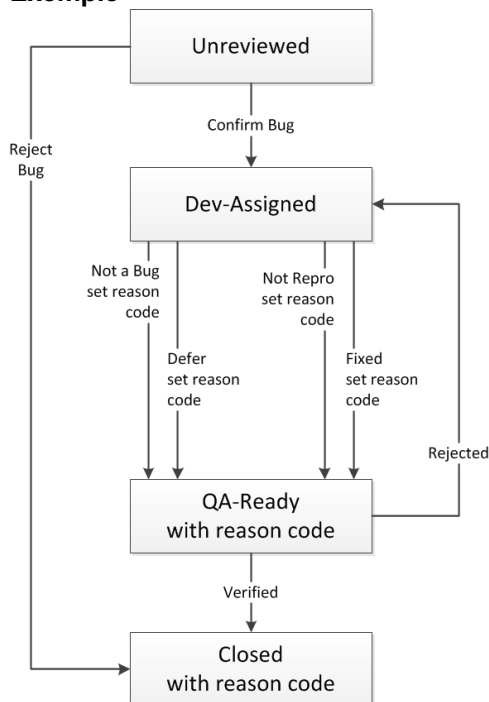 Example
Unreviewed
Confirm Bug
Reject
Bug
Dev-Assigned
Not a Bug
set reason
code
Not Repro
set reason
code
Defer
set reason
code
Fixed
set reason
code
Rejected
QA-Ready
with reason code
Verified
Closed
with reason code